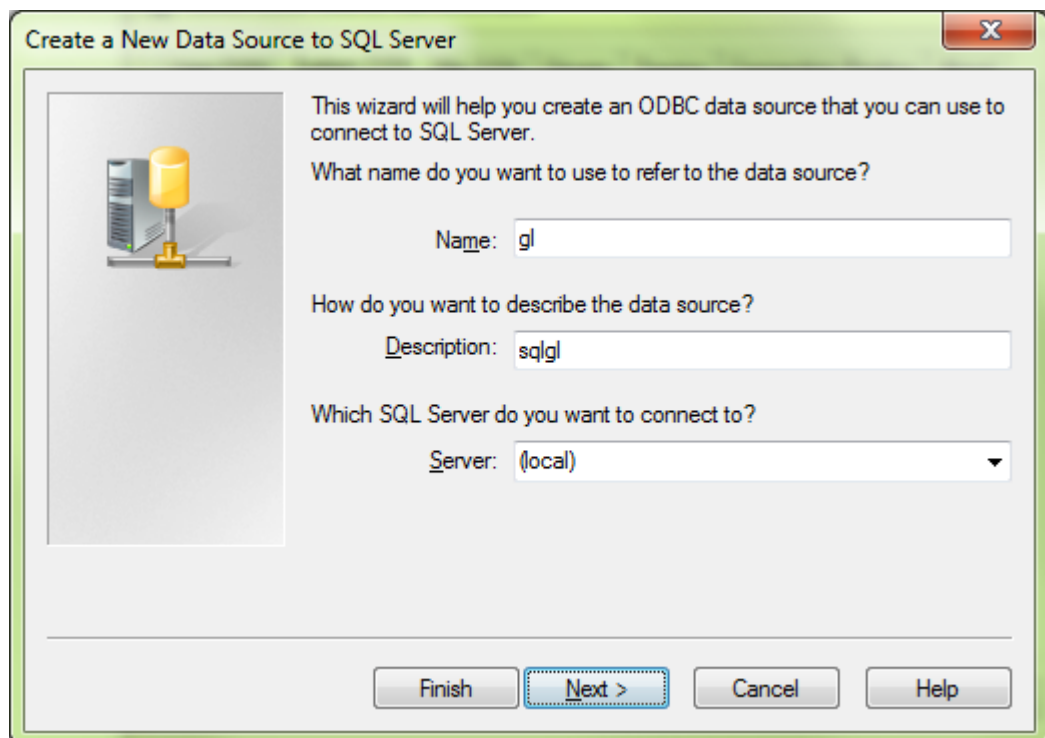 Create a New Data Source to SQL Server
This wizard will help you create an ODBC data source that you can use to
connect to SQL Server.
What name do you want to use to refer to the data source?
Name: gl
How do you want to describe the data source?
Description: sqlgl
Which SQL Server do you want to connect to?
Server: (local)
Finish Next > Cancel Help